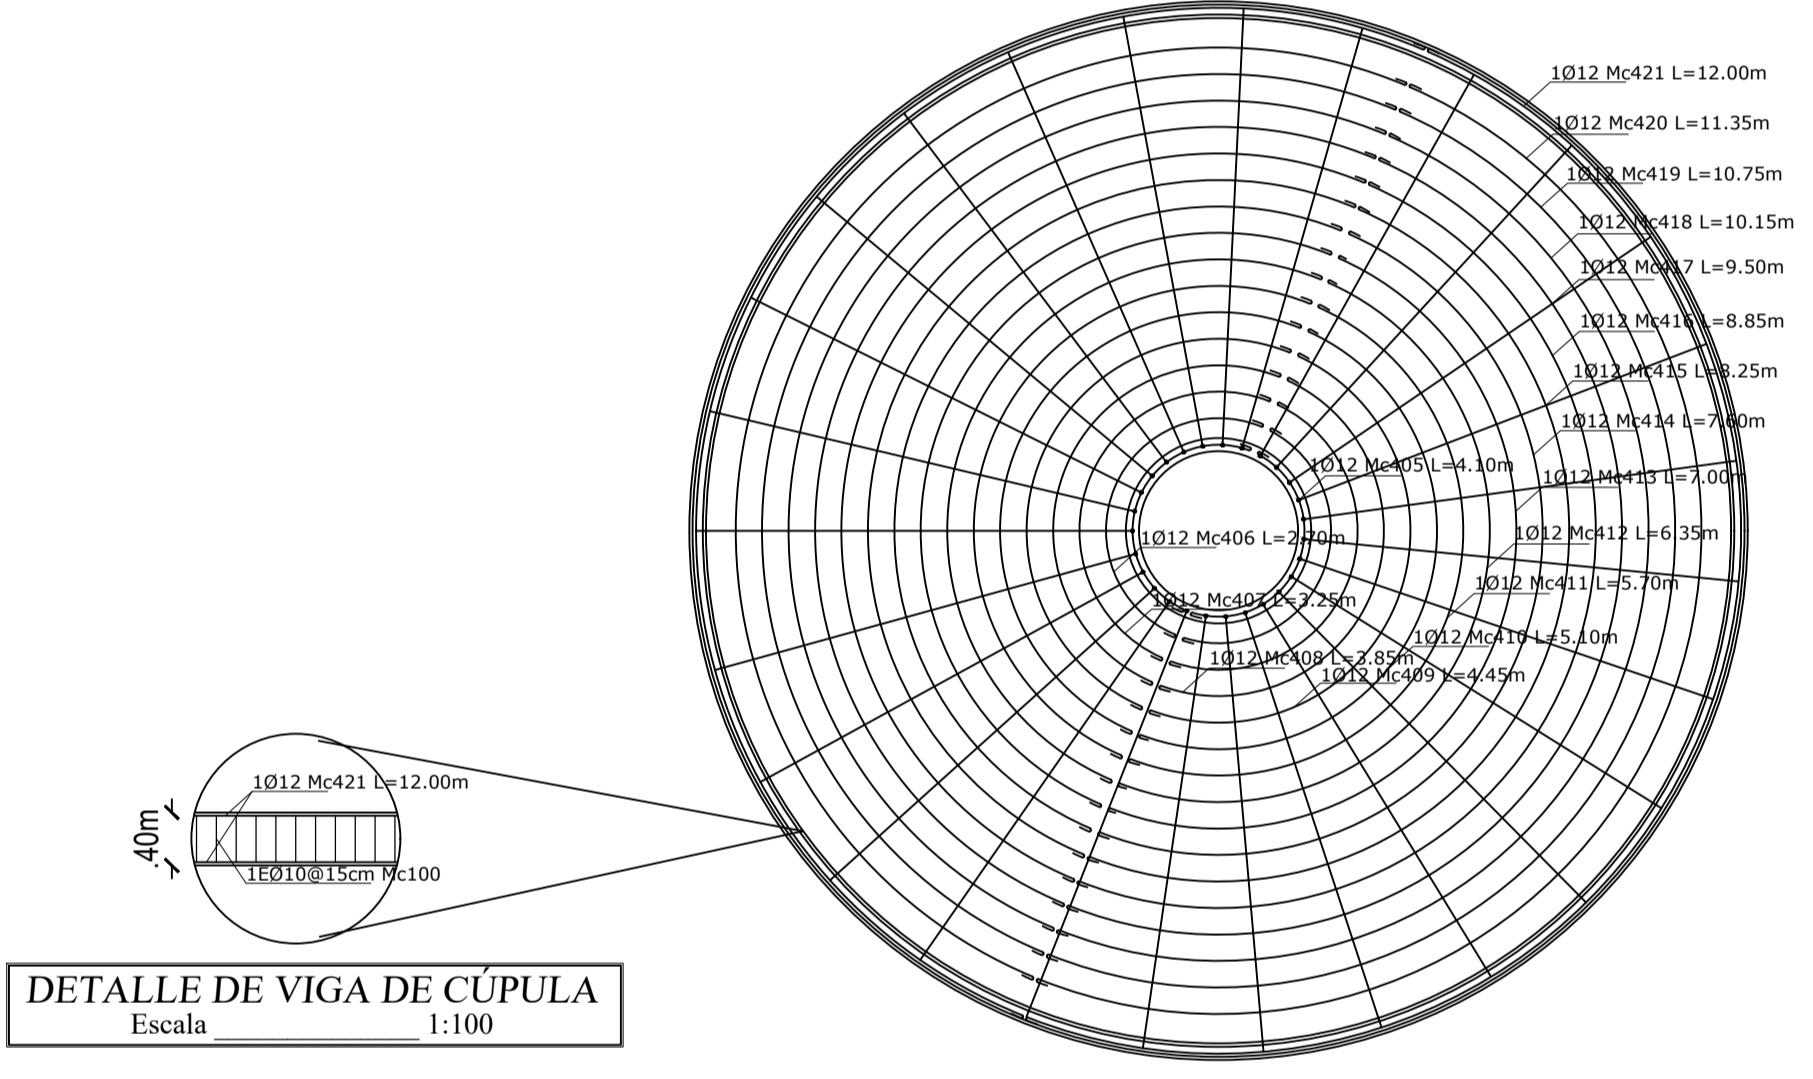 1Ø12 Mc421 L=12.00m
1Ø12 Mc420 L=11.35m
1Ø12 Mc419 L=10.75m
1Ø12 Mc418 L=10.15m
1Ø12 Mc417 L=9.50m
1Ø12 Mc416 L=8.85m
1Ø12 Mc415 L=8.25m
1Ø12 Mc414 L=7.60m
1Ø12 Mc405 L=4.10m
1Ø12 Mc413 L=7.00m
1Ø12 Mc412 L=6.35m
1Ø12 Mc406 L=2.70m
1Ø12 Mc411 L=5.70m
1Ø12 Mc407 L=3.25m
1Ø12 Mc410 L=5.10m
1Ø12 Mc408 L=3.85m
1Ø12 Mc409 L=4.45m
1Ø12 Mc421 L=12.00m
.40m
1EØ10@15cm Mc100
DETALLE DE VIGA DE CÚPULA
Escala _______________ 1:100